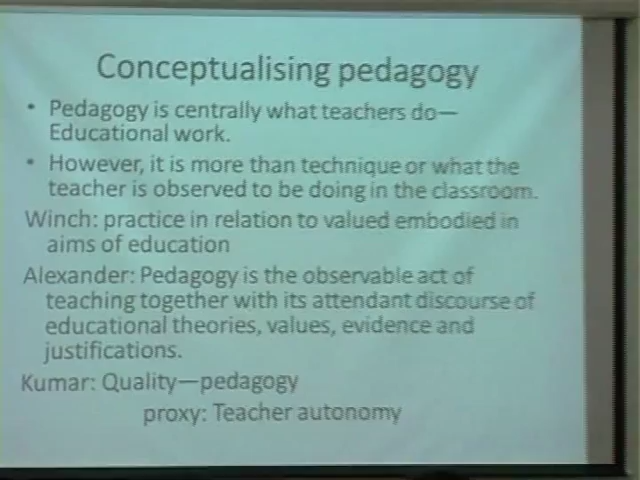 Conceptualising pedagogy
• Pedagogy is centrally what teachers do—
Educational work.
• However, it is more than technique or what the
teacher is observed to be doing in the classroom.
Winch: practice in relation to valued embodied in
aims of education
Alexander: Pedagogy is the observable act of
teaching together with its attendant discourse of
educational theories, values, evidence and
justifications.
Kumar: Quality—pedagogy
proxy: Teacher autonomy